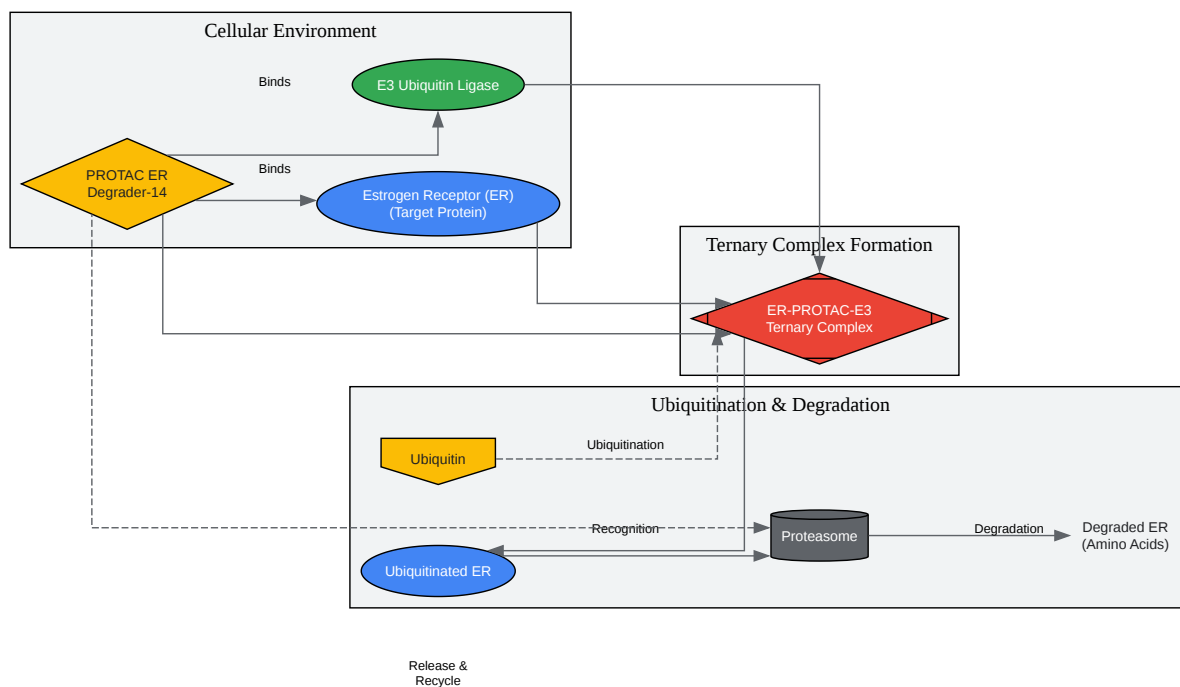 Cellular Environment
Binds
E3 Ubiquitin Ligase
Binds
PROTAC ER
Degrader-14
Estrogen Receptor (ER)
(Target Protein)
Ternary Complex Formation
ER-PROTAC-E3
Ternary Complex
Ubiquitination & Degradation
Ubiquitination
Ubiquitin
Recognition
Proteasome
Degradation
Degraded ER
(Amino Acids)
Ubiquitinated ER
Release &
Recycle